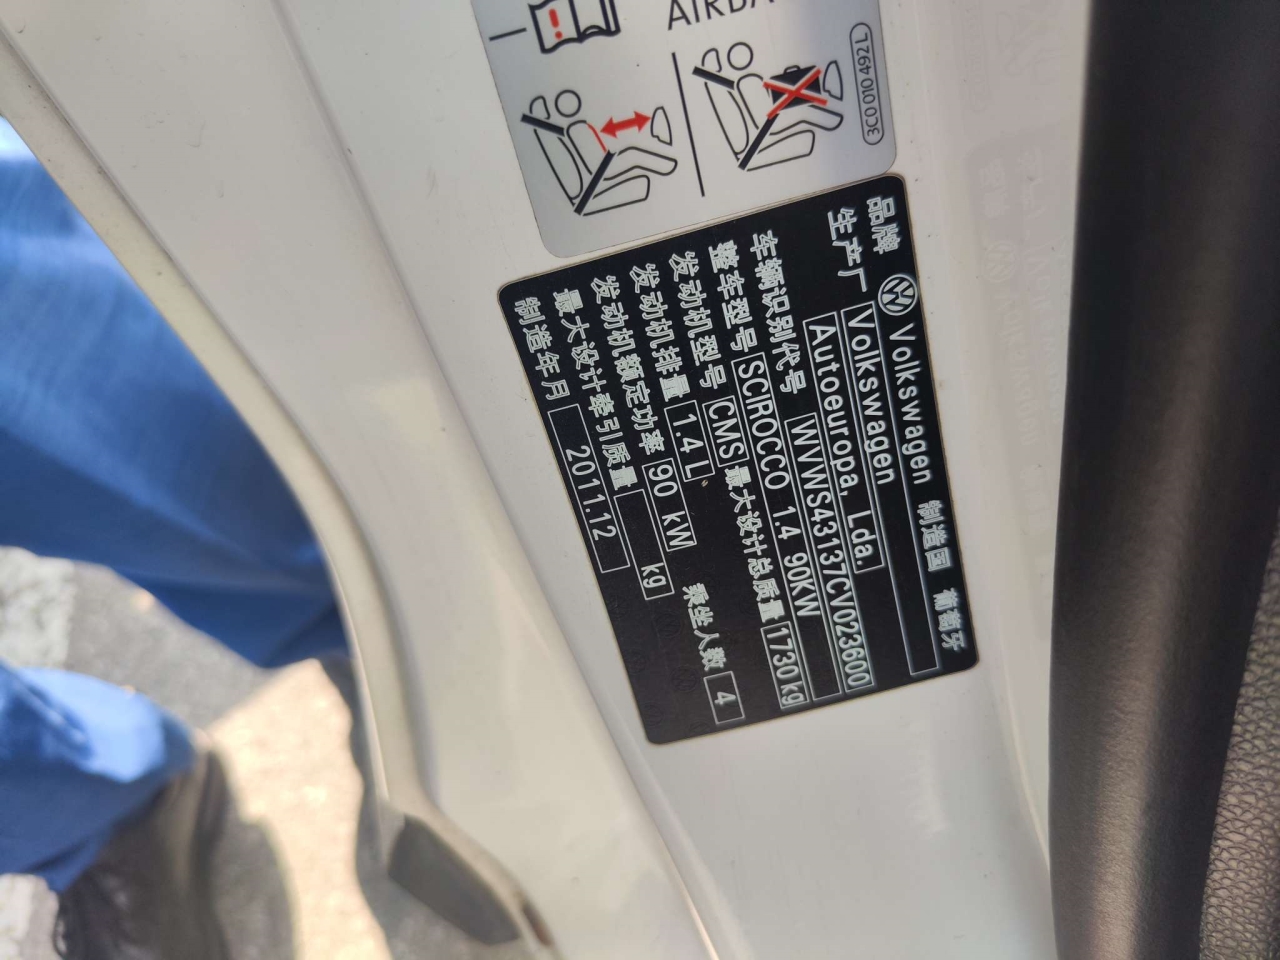 AIRBA
3C0 010 492 L
品牌 Volkswagen 制造国 葡萄牙
生产厂 Volkswagen
Autoeuropa, Lda.
车辆识别代号 WVWS43137CV023600
整车型号 SCIROCCO 1.4 90KW
发动机型号 CMS 最大设计总质量 1730 kg
发动机排量 1.4 L
发动机额定功率 90 kW 乘坐人数 4
最大设计牵引质量 kg
制造年月 2011.12